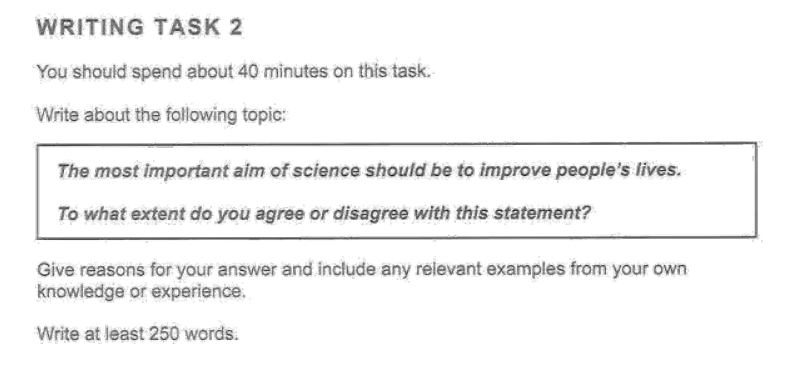 WRITING TASK 2
You should spend about 40 minutes on this task.
Write about the following topic:
The most important aim of science should be to improve people's lives.
To what extent do you agree or disagree with this statement?
Give reasons for your answer and include any relevant examples from your own
knowledge or experience.
Write at least 250 words.